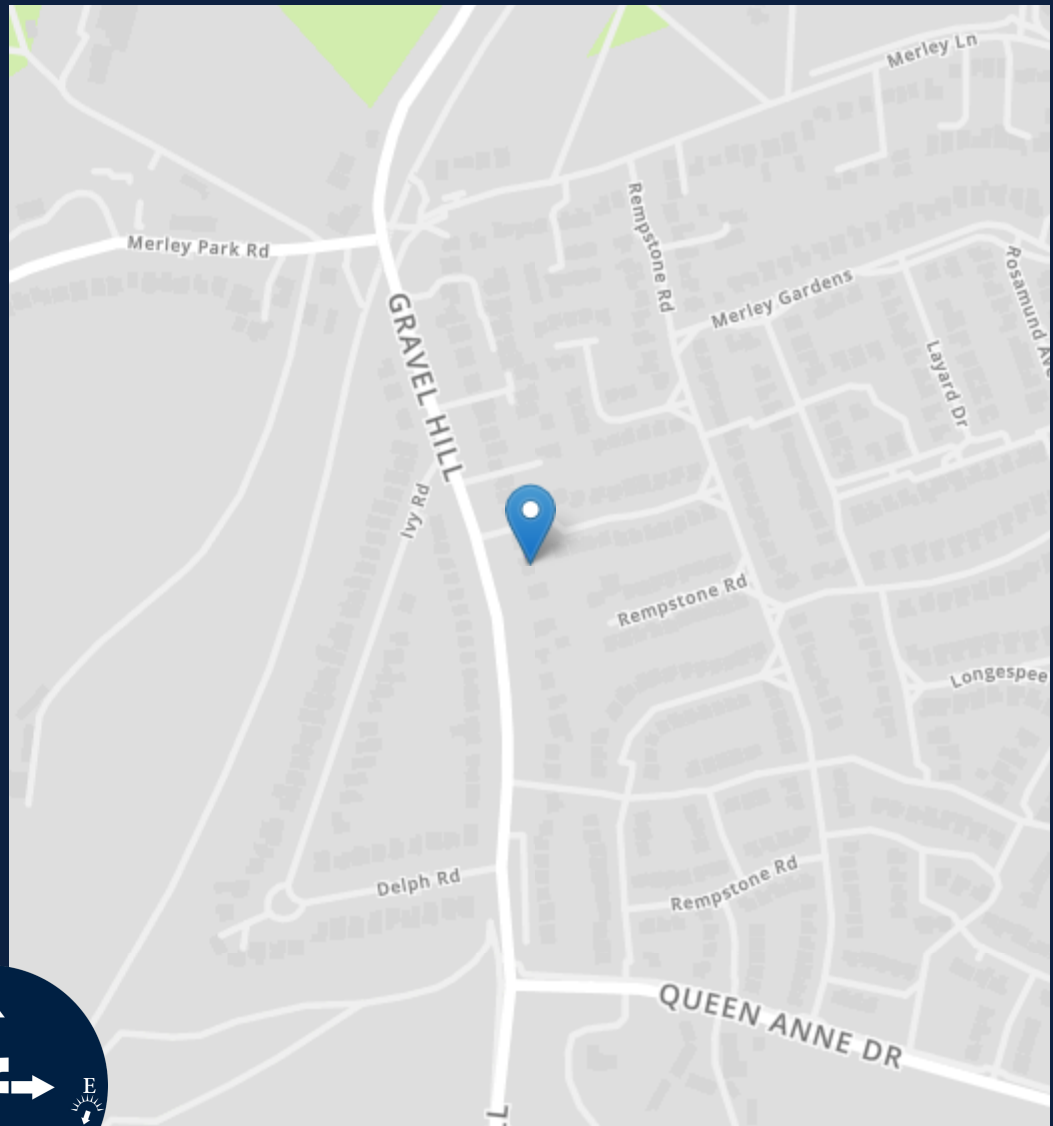 Merley Ln
Rempstone Rd
Merley Park Rd
Merley Gardens
Rosamund Ave
GRAVEL HILL
Layard Dr
Ivy Rd
Rempstone Rd
Longespee
Delph Rd
Rempstone Rd
QUEEN ANNE DR
E